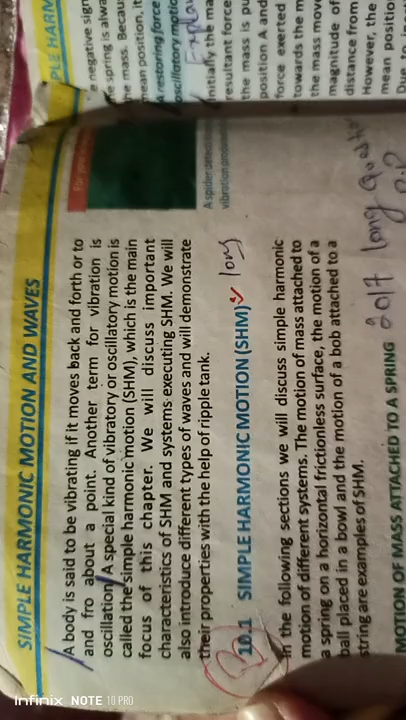 SIMPLE HARMONIC MOTION AND WAVES
A body is said to be vibrating if it moves back and forth or to
and fro about a point. Another term for vibration is
oscillation. A special kind of vibratory or oscillatory motion is
called the simple harmonic motion (SHM), which is the main
focus of this chapter. We will discuss important
characteristics of SHM and systems executing SHM. We will
also introduce different types of waves and will demonstrate
their properties with the help of ripple tank.
10.1 SIMPLE HARMONIC MOTION (SHM) long
In the following sections we will discuss simple harmonic
motion of different systems. The motion of mass attached to
a spring on a horizontal frictionless surface, the motion of a
ball placed in a bowl and the motion of a bob attached to a
string are examples of SHM.
MOTION OF MASS ATTACHED TO A SPRING 2017 long
A spider
vibration
PLE HARM
e negative sign
e spring is alwa
he mass. Becau
mean position, it
A restoring force
oscillatory motio
Initially the ma
resultant force
the mass is pu
position A and
force exerted
towards the m
the mass move
magnitude of
distance from
However, the
mean position
Due to
Infinix NOTE 10 PRO